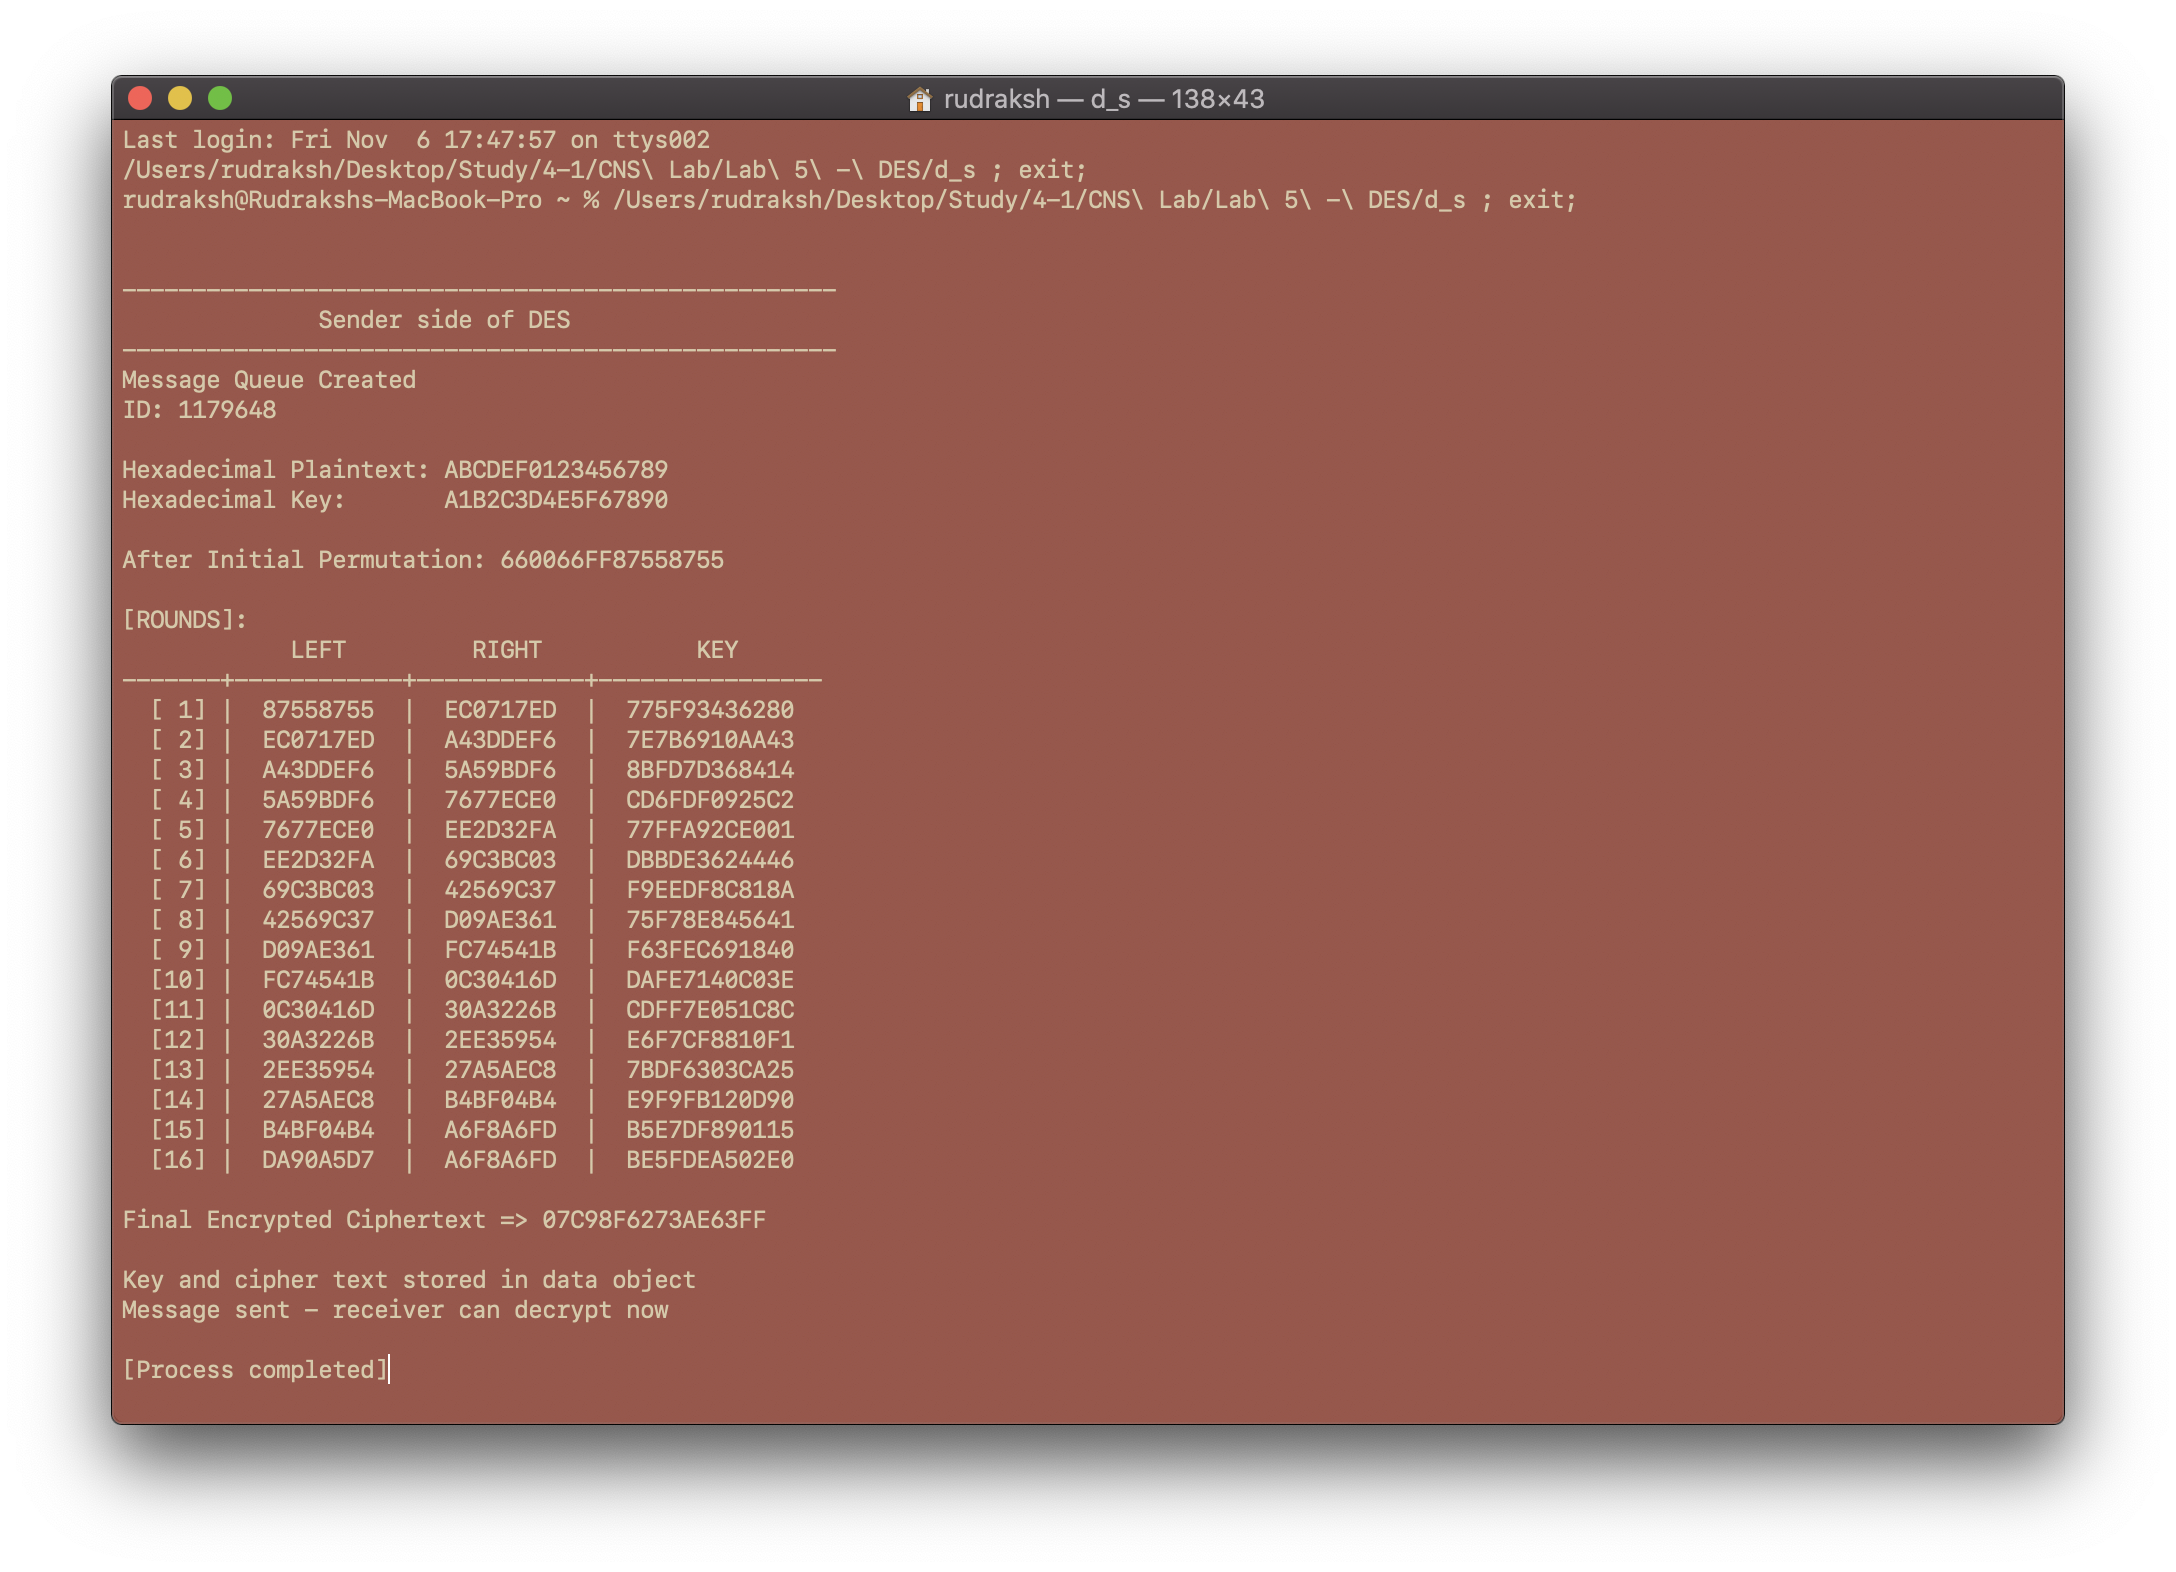 rudraksh — d_s — 138×43
Last login: Fri Nov  6 17:47:57 on ttys002
/Users/rudraksh/Desktop/Study/4-1/CNS\ Lab/Lab\ 5\ -\ DES/d_s ; exit;
rudraksh@Rudrakshs-MacBook-Pro ~ % /Users/rudraksh/Desktop/Study/4-1/CNS\ Lab/Lab\ 5\ -\ DES/d_s ; exit;
---------------------------------------------------
              Sender side of DES
---------------------------------------------------
Message Queue Created
ID: 1179648
Hexadecimal Plaintext: ABCDEF0123456789
Hexadecimal Key:       A1B2C3D4E5F67890
After Initial Permutation: 660066FF87558755
[ROUNDS]:
            LEFT         RIGHT           KEY
-------+------------+------------+----------------
  [ 1] |  87558755  |  EC0717ED  |  775F93436280
  [ 2] |  EC0717ED  |  A43DDEF6  |  7E7B6910AA43
  [ 3] |  A43DDEF6  |  5A59BDF6  |  8BFD7D368414
  [ 4] |  5A59BDF6  |  7677ECE0  |  CD6FDF0925C2
  [ 5] |  7677ECE0  |  EE2D32FA  |  77FFA92CE001
  [ 6] |  EE2D32FA  |  69C3BC03  |  DBBDE3624446
  [ 7] |  69C3BC03  |  42569C37  |  F9EEDF8C818A
  [ 8] |  42569C37  |  D09AE361  |  75F78E845641
  [ 9] |  D09AE361  |  FC74541B  |  F63FEC691840
  [10] |  FC74541B  |  0C30416D  |  DAFE7140C03E
  [11] |  0C30416D  |  30A3226B  |  CDFF7E051C8C
  [12] |  30A3226B  |  2EE35954  |  E6F7CF8810F1
  [13] |  2EE35954  |  27A5AEC8  |  7BDF6303CA25
  [14] |  27A5AEC8  |  B4BF04B4  |  E9F9FB120D90
  [15] |  B4BF04B4  |  A6F8A6FD  |  B5E7DF890115
  [16] |  DA90A5D7  |  A6F8A6FD  |  BE5FDEA502E0
Final Encrypted Ciphertext => 07C98F6273AE63FF
Key and cipher text stored in data object
Message sent - receiver can decrypt now
[Process completed]